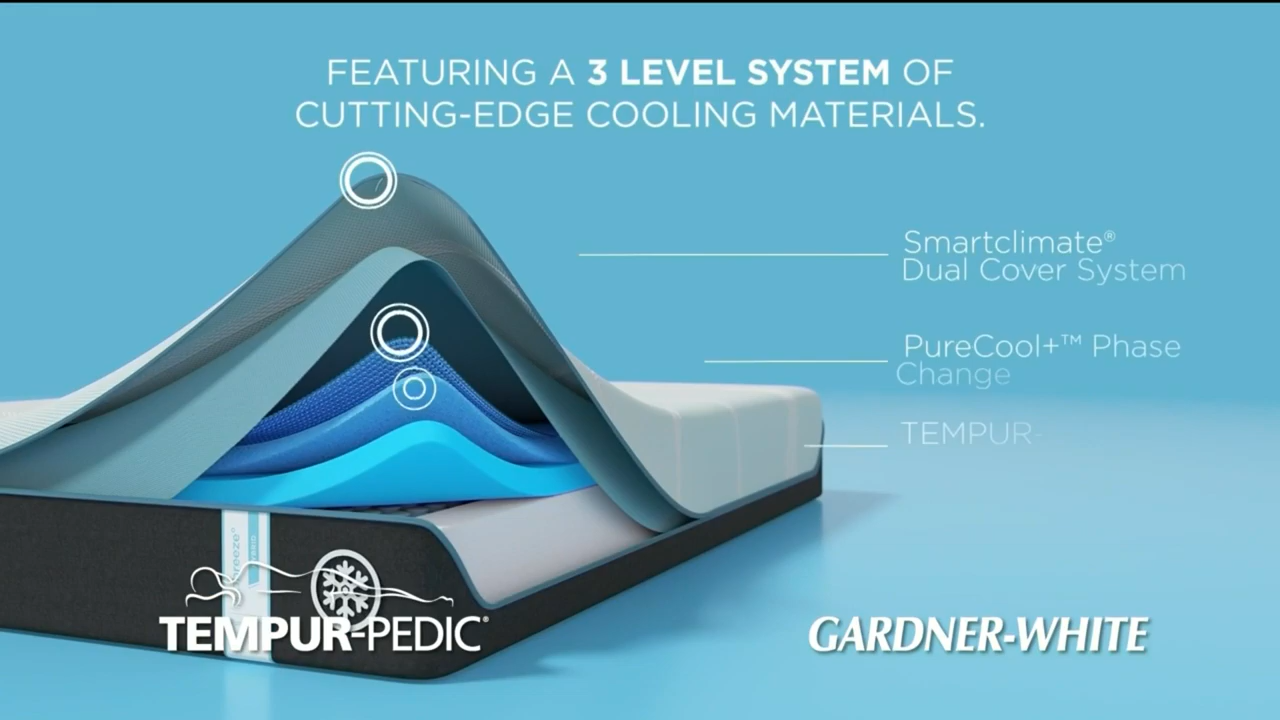 FEATURING A 3 LEVEL SYSTEM OF
CUTTING-EDGE COOLING MATERIALS.
Smartclimate®
Dual Cover System
PureCool+™ Phase
Change
TEMPUR-
TEMPUR-PEDIC®
GARDNER-WHITE